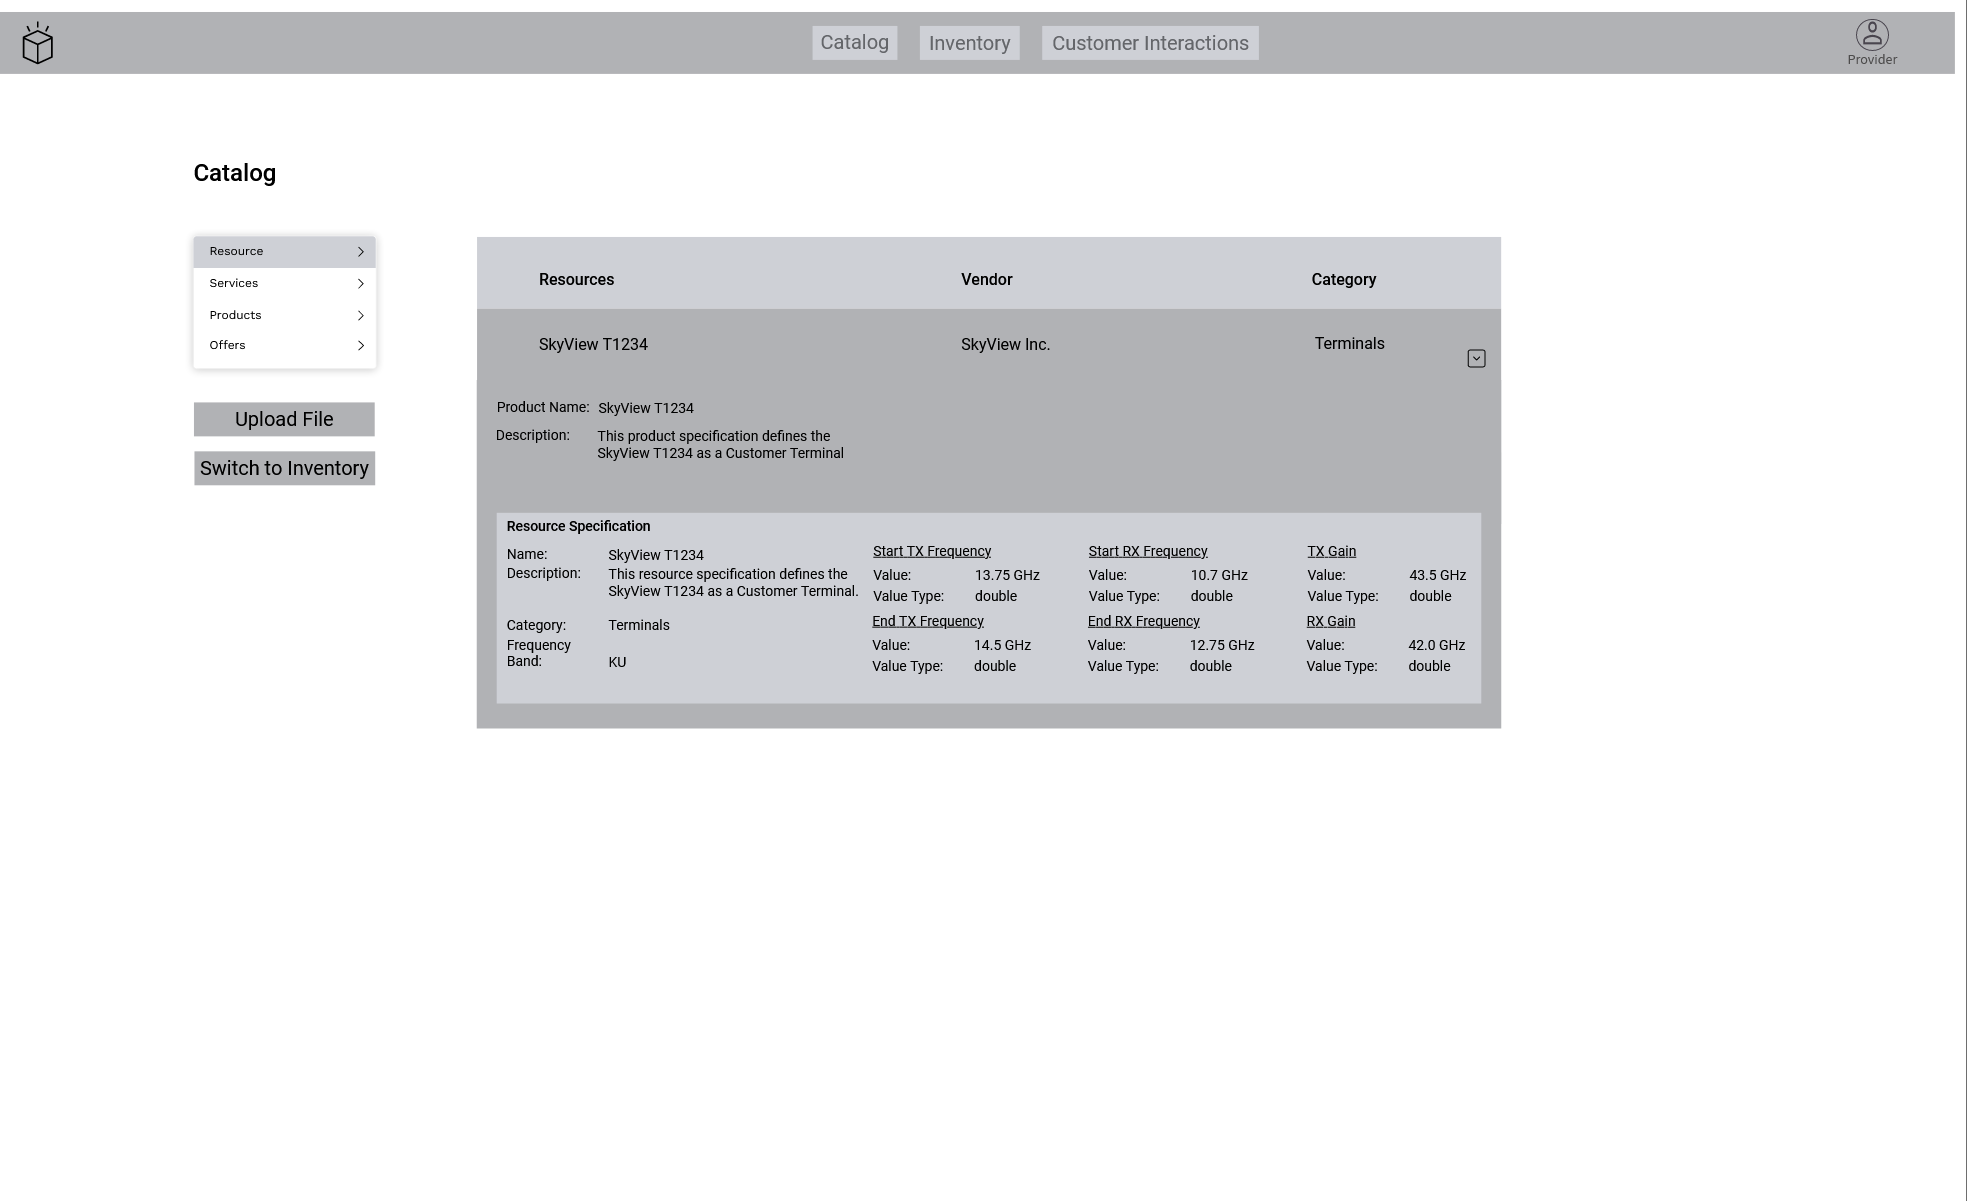 Catalog
Inventory
Customer Interactions
Provider
Catalog
Resource
Services
Products
Offers
Upload File
Switch to Inventory
Resources Vendor Category
SkyView T1234 SkyView Inc. Terminals
Product Name: SkyView T1234
Description: This product specification defines the
SkyView T1234 as a Customer Terminal
Resource Specification
Name: SkyView T1234
Description: This resource specification defines the
SkyView T1234 as a Customer Terminal.
Category: Terminals
Frequency
Band: KU
Start TX Frequency
Value: 13.75 GHz
Value Type: double
End TX Frequency
Value: 14.5 GHz
Value Type: double
Start RX Frequency
Value: 10.7 GHz
Value Type: double
End RX Frequency
Value: 12.75 GHz
Value Type: double
TX Gain
Value: 43.5 GHz
Value Type: double
RX Gain
Value: 42.0 GHz
Value Type: double